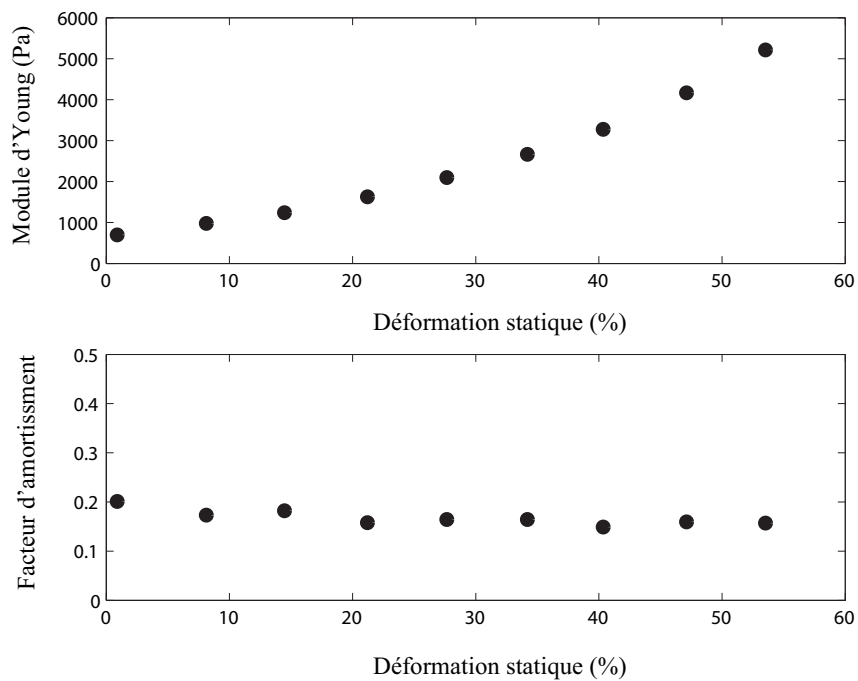 6000
5000
4000
3000
2000
1000
0
Module d'Young (Pa)
0 10 20 30 40 50 60
Déformation statique (%)
0.5
0.4
0.3
0.2
0.1
0
Facteur d'amortissment
0 10 20 30 40 50 60
Déformation statique (%)